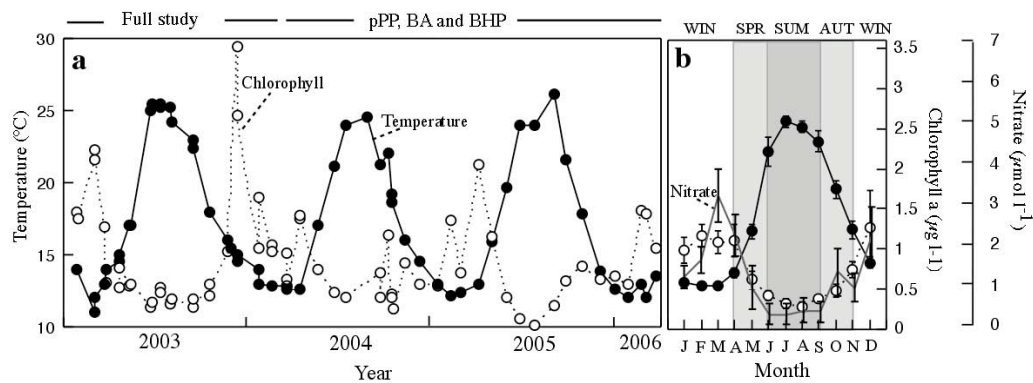 Full study
pPP, BA and BHP
30
25
20
15
10
Temperature (°C)
a
Chlorophyll
Temperature
2003
2004
2005
2006
Year
WIN SPR SUM AUT WIN
b
Nitrate
J F M A M J J A S O N D
Month
3.5
3
2.5
2
1.5
1
0.5
0
Chlorophyll a (µg l-1)
7
6
5
4
3
2
1
0
Nitrate (µmol l⁻¹)